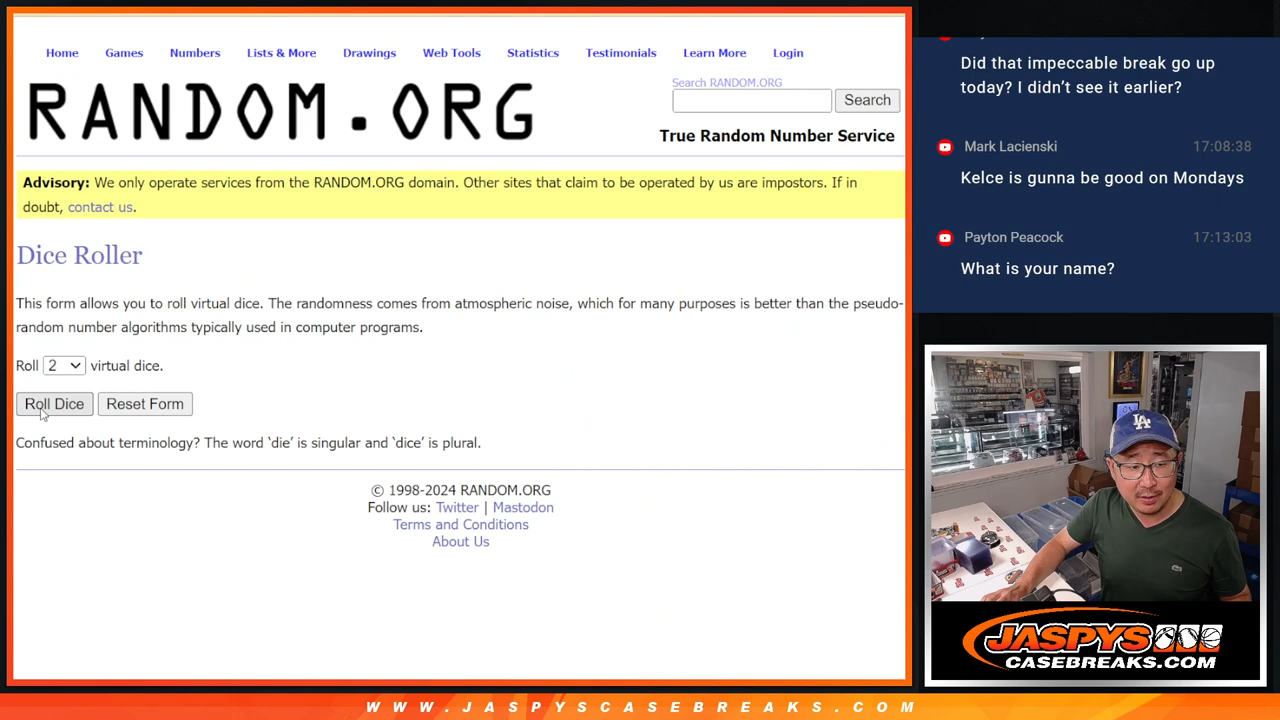 Home Games Numbers Lists & More Drawings Web Tools Statistics Testimonials Learn More Login
RANDOM.ORG
Search RANDOM.ORG
Search
True Random Number Service
Advisory: We only operate services from the RANDOM.ORG domain. Other sites that claim to be operated by us are impostors. If in
doubt, contact us.
Dice Roller
This form allows you to roll virtual dice. The randomness comes from atmospheric noise, which for many purposes is better than the pseudo-
random number algorithms typically used in computer programs.
Roll 2 virtual dice.
Roll Dice Reset Form
Confused about terminology? The word ‘die’ is singular and ‘dice’ is plural.
© 1998-2024 RANDOM.ORG
Follow us: Twitter | Mastodon
Terms and Conditions
About Us
Did that impeccable break go up
today? I didn’t see it earlier?
Mark Lacienski 17:08:38
Kelce is gunna be good on Mondays
Payton Peacock 17:13:03
What is your name?
LA
JASPYS
CASEBREAKS.COM
WWW.JASPYSCASEBREAKS.COM